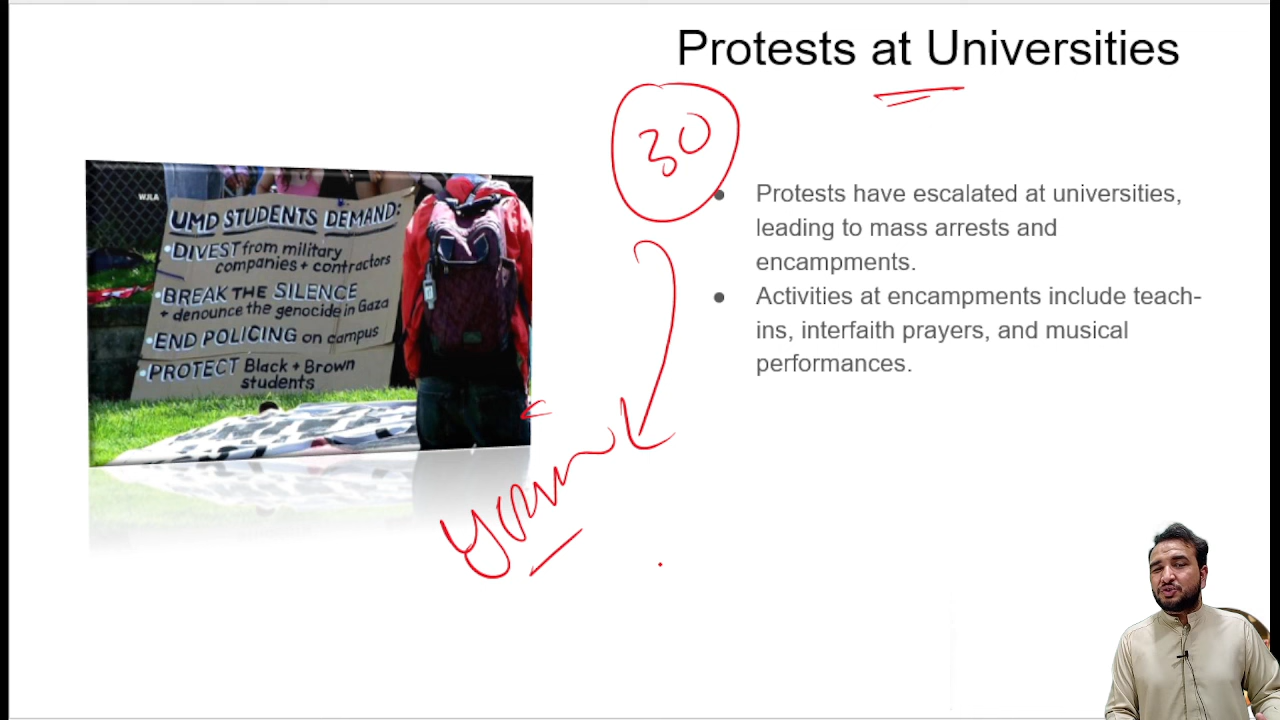 Protests at Universities
30
WJLA
UMD STUDENTS DEMAND:
•DIVEST from military
companies + contractors
•BREAK THE SILENCE
+ denounce the genocide in Gaza
•END POLICING on campus
•PROTECT Black + Brown
students
● Protests have escalated at universities,
leading to mass arrests and
encampments.
● Activities at encampments include teach-
ins, interfaith prayers, and musical
performances.